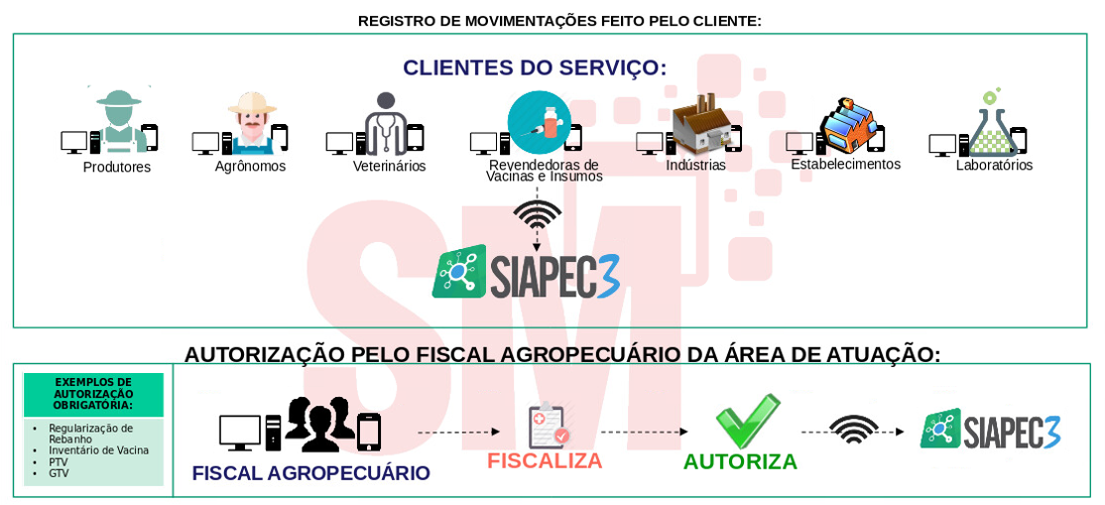 REGISTRO DE MOVIMENTAÇÕES FEITO PELO CLIENTE:
CLIENTES DO SERVIÇO:
Produtores
Agrônomos
Veterinários
Revendedoras de
Vacinas e Insumos
Indústrias
Estabelecimentos
Laboratórios
SIAPEC3
SM
AUTORIZAÇÃO PELO FISCAL AGROPECUÁRIO DA ÁREA DE ATUAÇÃO:
EXEMPLOS DE
AUTORIZAÇÃO
OBRIGATÓRIA:
• Regularização de
Rebanho
• Inventário de Vacina
• PTV
• GTV
FISCAL AGROPECUÁRIO
FISCALIZA
AUTORIZA
SIAPEC3